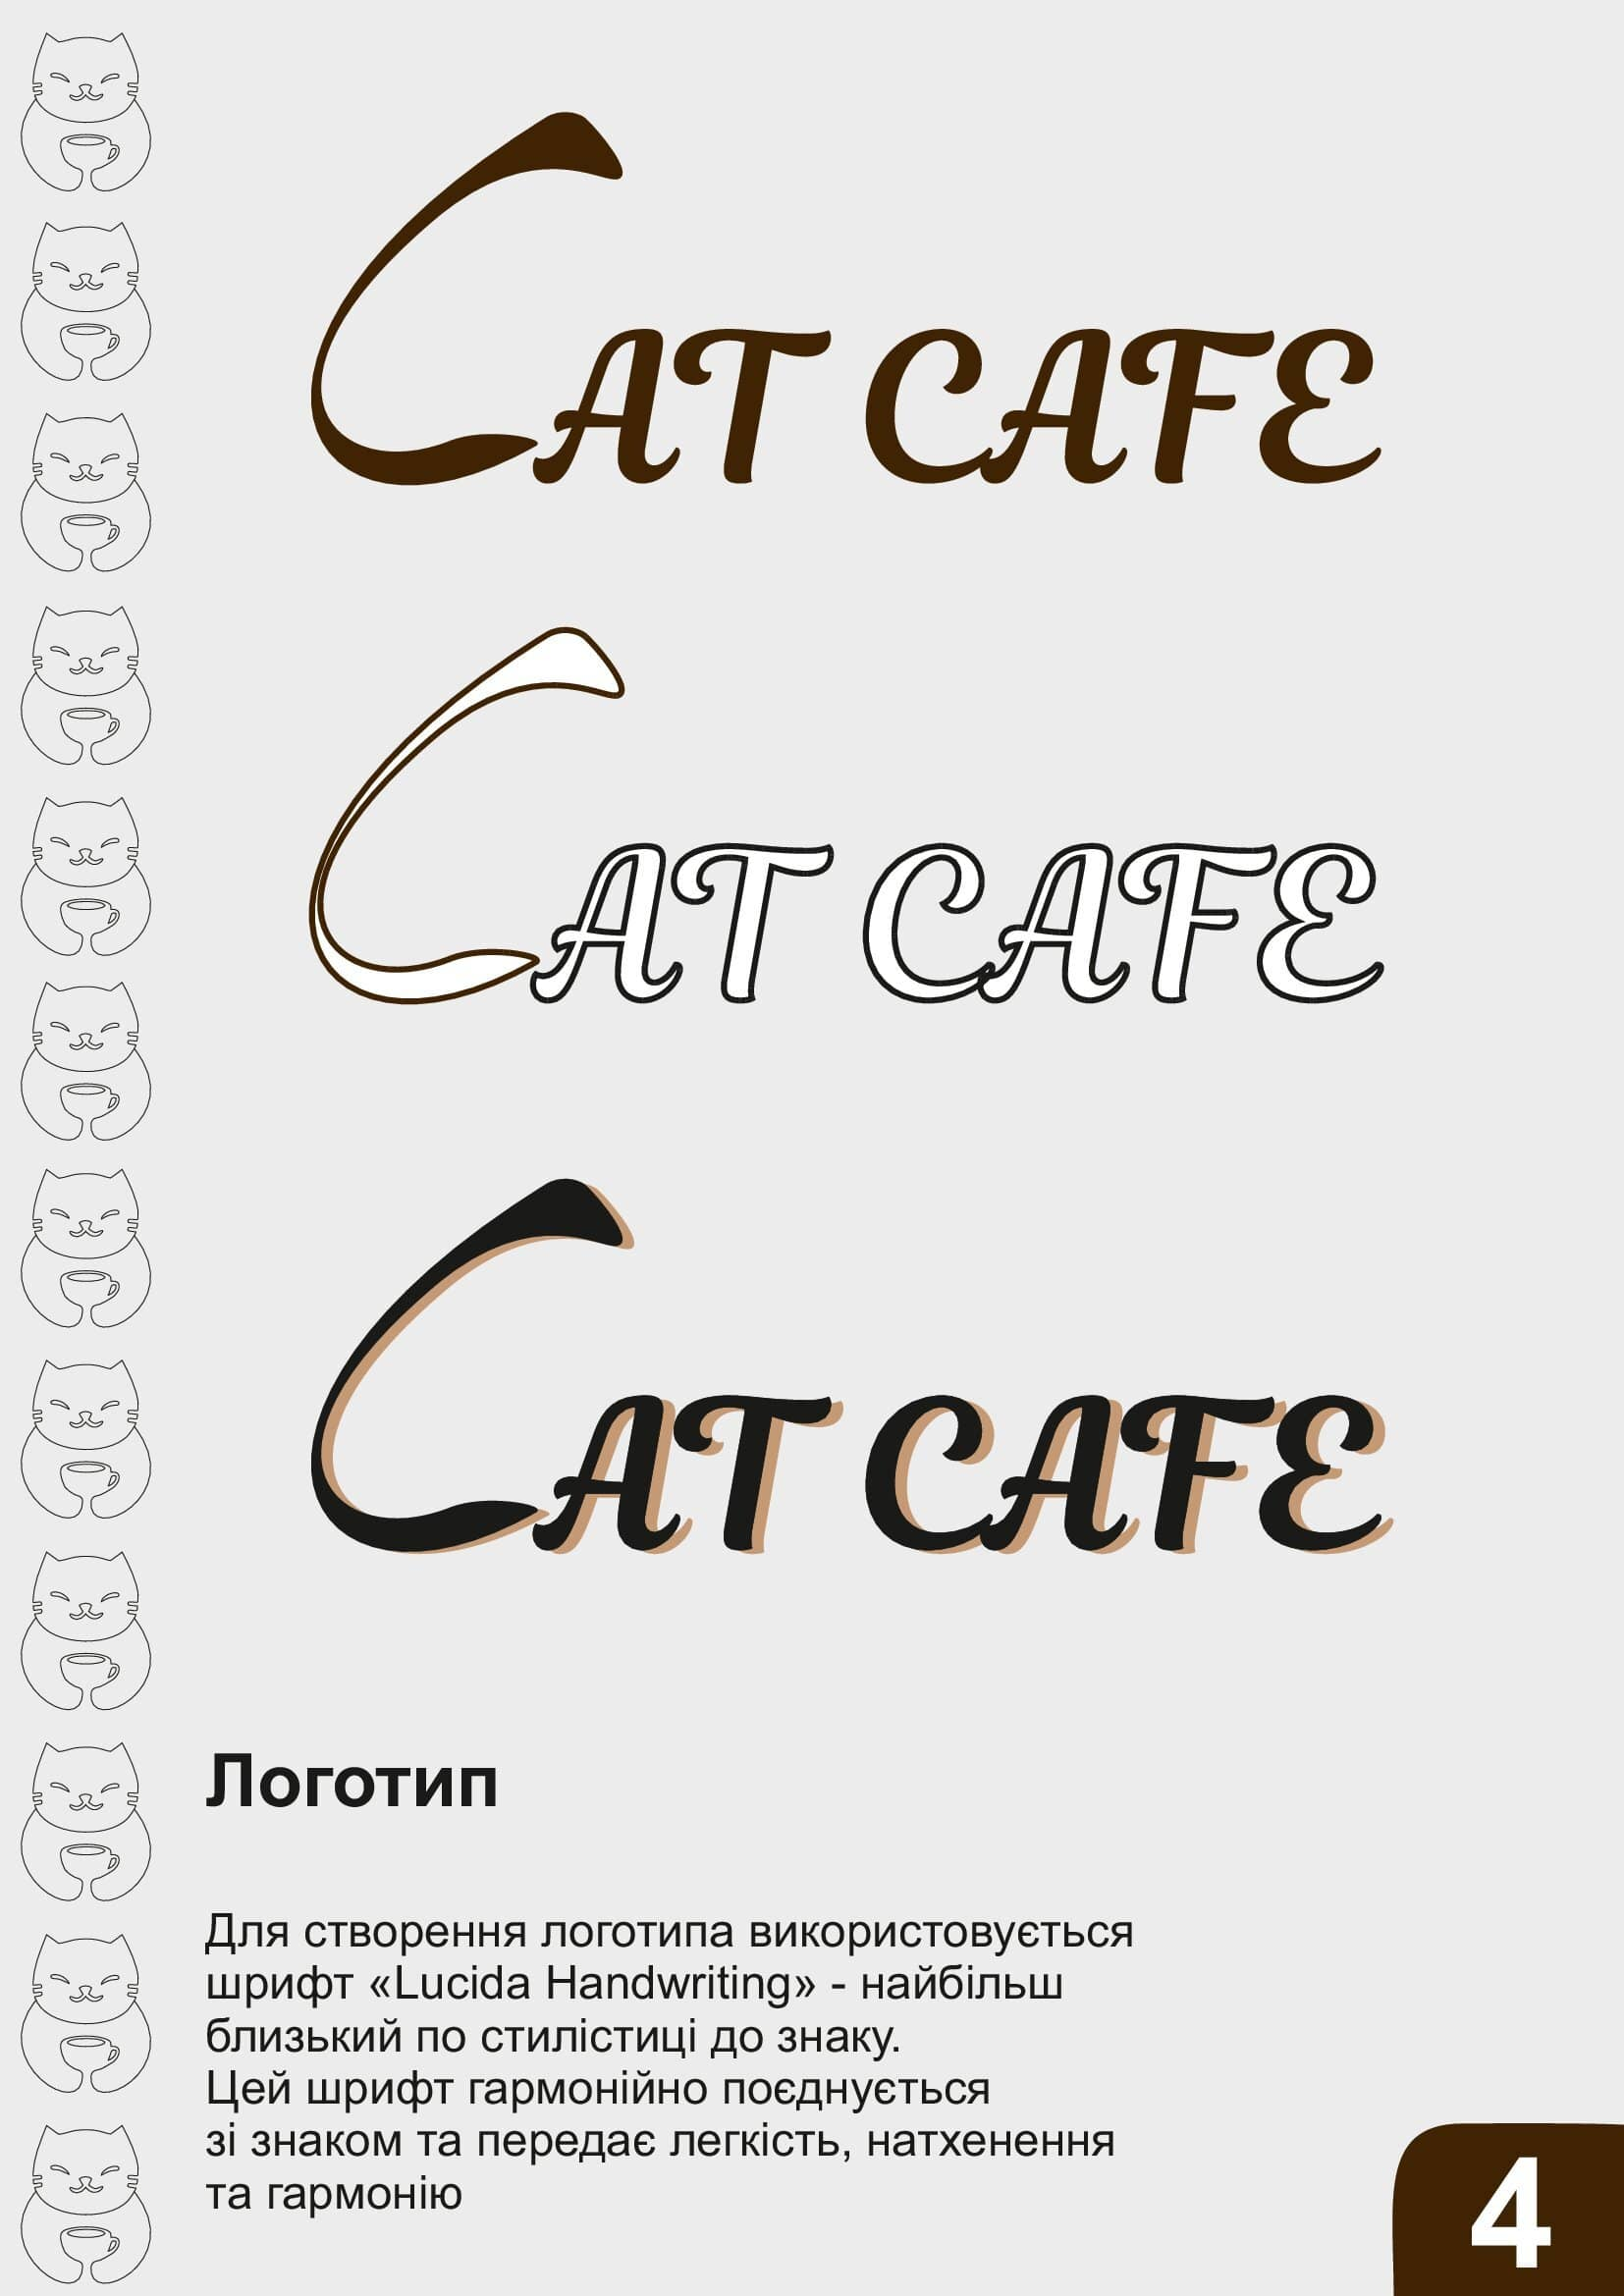 CAT CAFE
CAT CAFE
CAT CAFE
Логотип
Для створення логотипа використовується
шрифт «Lucida Handwriting» - найбільш
близький по стилістиці до знаку.
Цей шрифт гармонійно поєднується
зі знаком та передає легкість, натхенення
та гармонію
4